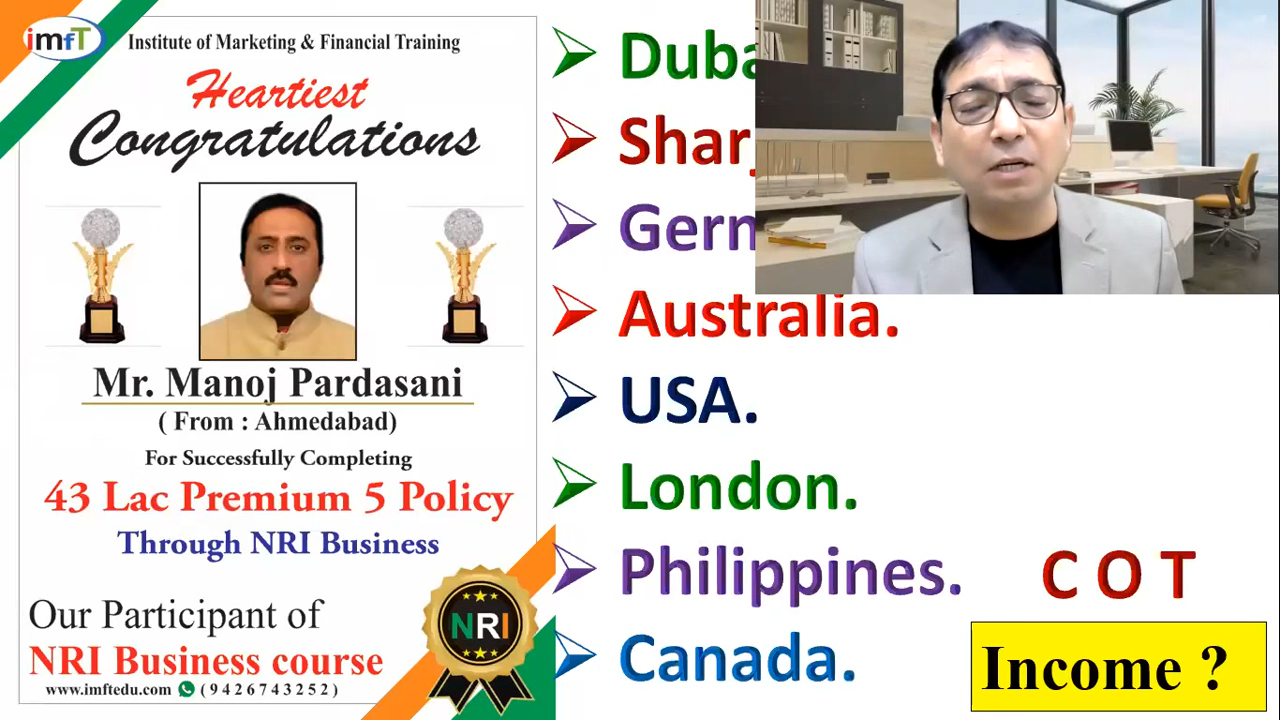 imfT
Institute of Marketing & Financial Training
Heartiest
Congratulations
Mr. Manoj Pardasani
( From : Ahmedabad)
For Successfully Completing
43 Lac Premium 5 Policy
Through NRI Business
Our Participant of
NRI Business course
www.imftedu.com (9426743252)
NRI
Australia.
USA.
London.
Philippines.
Canada.
C O T
Income ?